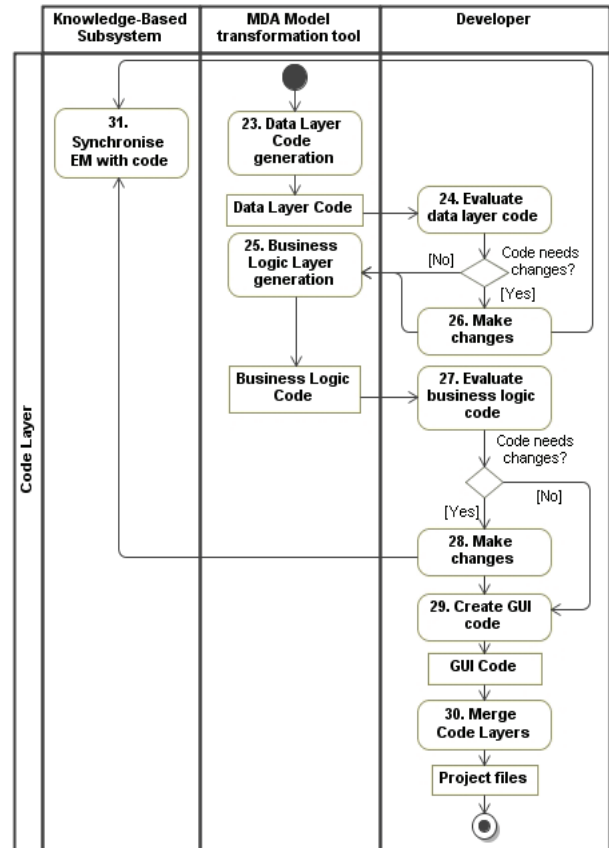 Knowledge-Based
Subsystem
MDA Model
transformation tool
Developer
Code Layer
31.
Synchronise
EM with code
23. Data Layer
Code
generation
Data Layer Code
24. Evaluate
data layer code
25. Business
Logic Layer
generation
[No]
Code needs
changes?
[Yes]
26. Make
changes
Business Logic
Code
27. Evaluate
business logic
code
Code needs
changes?
[No]
[Yes]
28. Make
changes
29. Create GUI
code
GUI Code
30. Merge
Code Layers
Project files